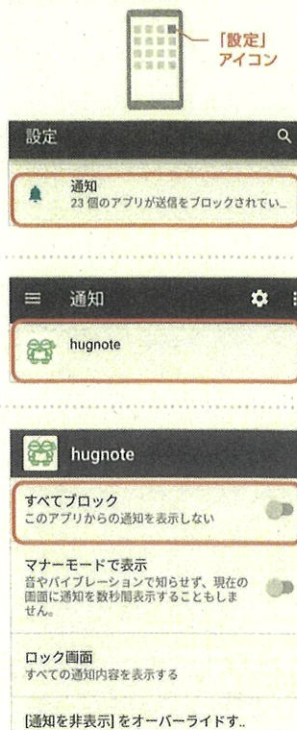 「設定」
アイコン
設定
通知
23 個のアプリが送信をブロックされてい...
通知
hugnote
hugnote
すべてブロック
このアプリからの通知を表示しない
マナーモードで表示
音やバイブレーションで知らせず、現在の
画面に通知を数秒間表示することもしま
せん。
ロック画面
すべての通知内容を表示する
[通知を非表示] をオーバーライドす..